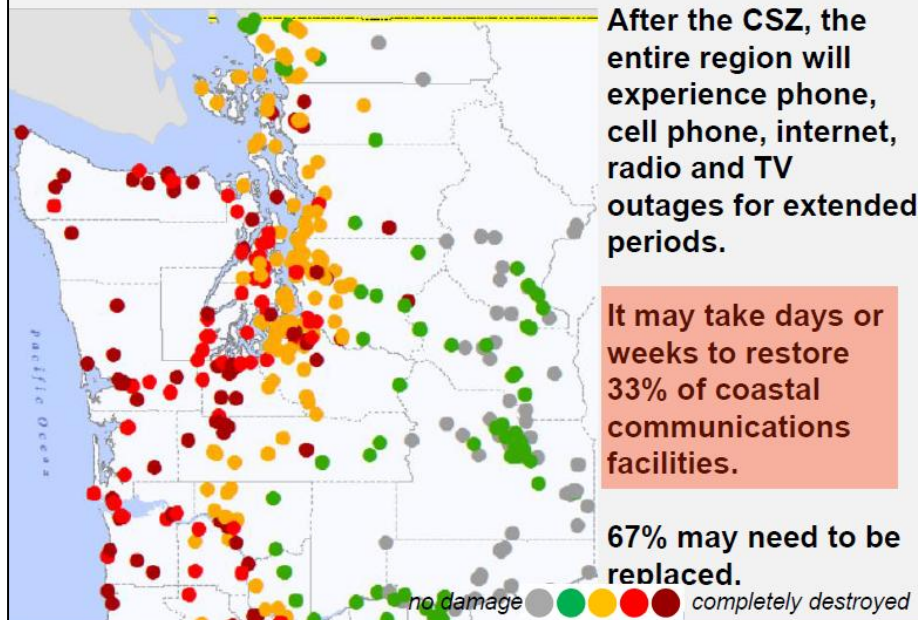 After the CSZ, the
entire region will
experience phone,
cell phone, internet,
radio and TV
outages for extended
periods.
It may take days or
weeks to restore
33% of coastal
communications
facilities.
67% may need to be
replaced.
Pacific Ocean
no damage completely destroyed